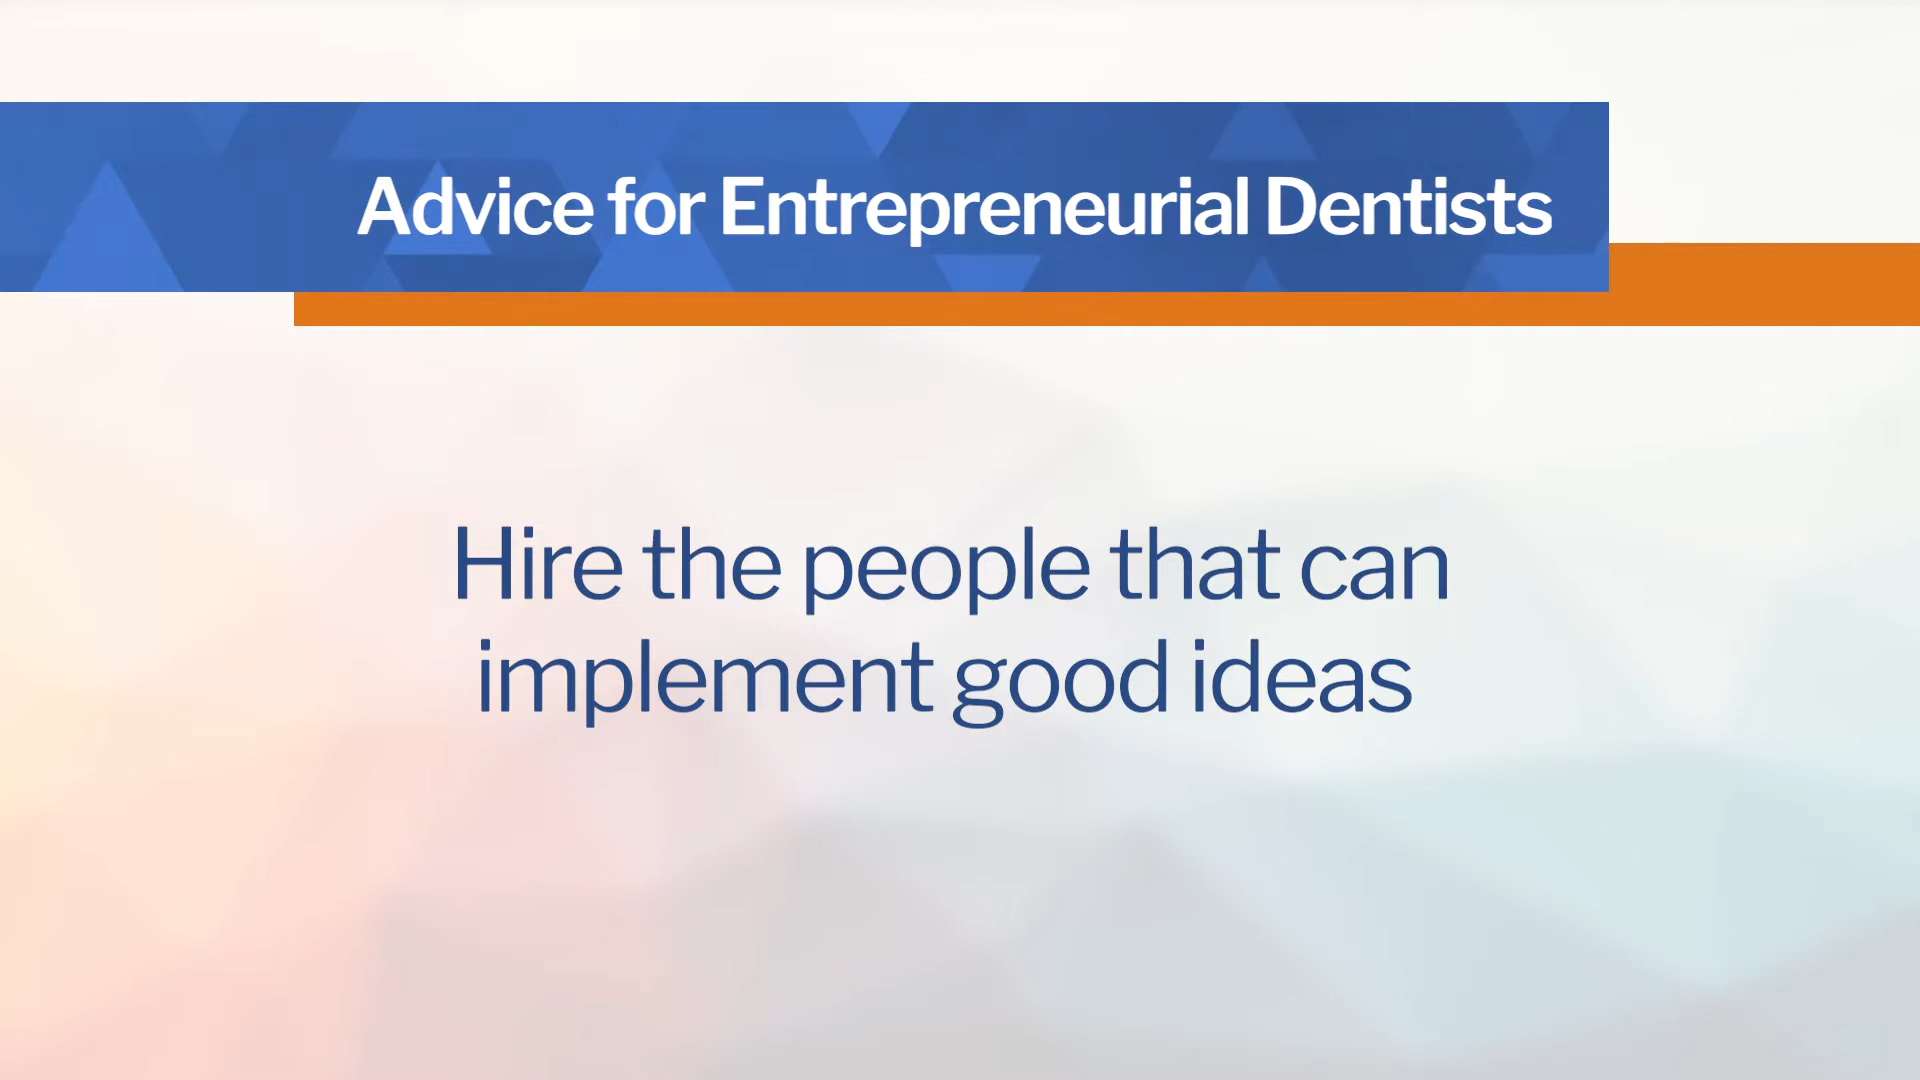 Advice for Entrepreneurial Dentists
Hire the people that can
implement good ideas